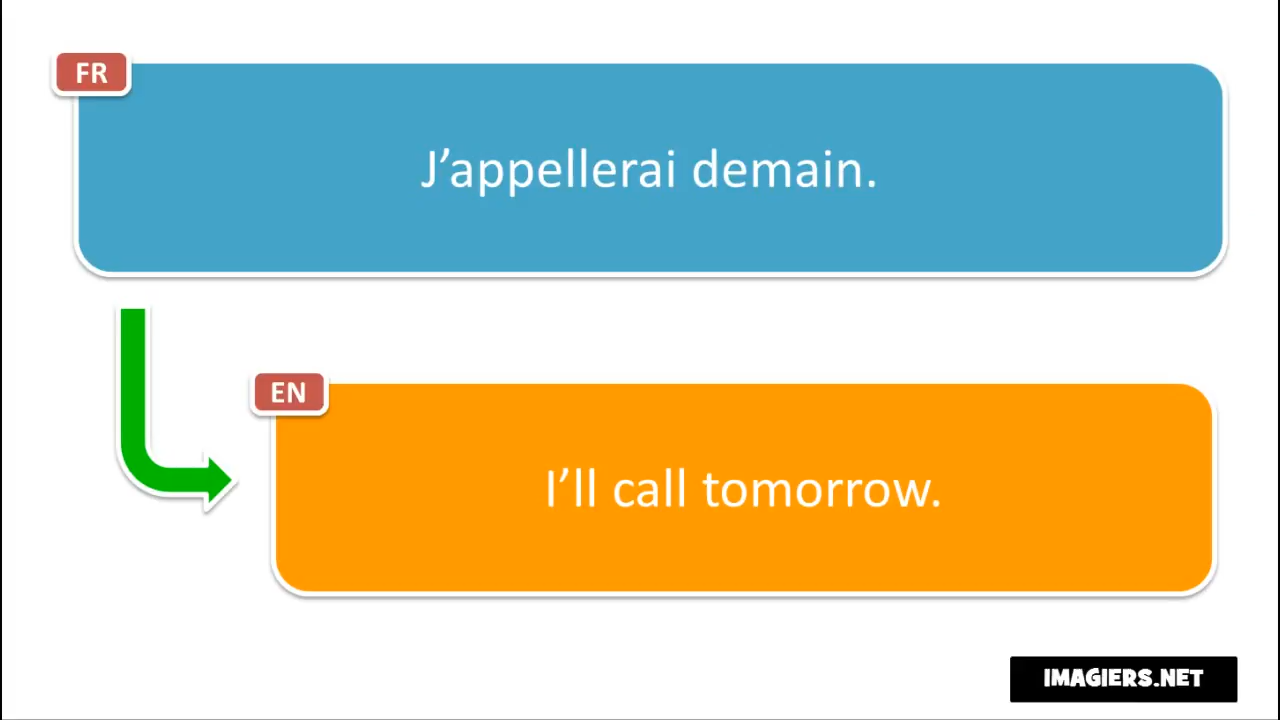 FR
J’appellerai demain.
EN
I’ll call tomorrow.
IMAGIERS.NET